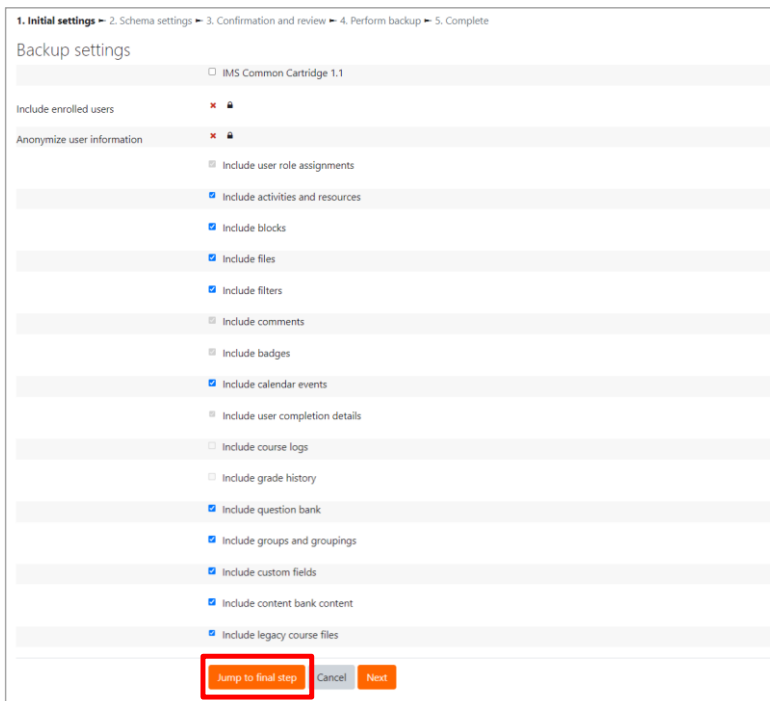 1. Initial settings ► 2. Schema settings ► 3. Confirmation and review ► 4. Perform backup ► 5. Complete
Backup settings
IMS Common Cartridge 1.1
Include enrolled users
Anonymize user information
Include user role assignments
Include activities and resources
Include blocks
Include files
Include filters
Include comments
Include badges
Include calendar events
Include user completion details
Include course logs
Include grade history
Include question bank
Include groups and groupings
Include custom fields
Include content bank content
Include legacy course files
Jump to final step Cancel Next